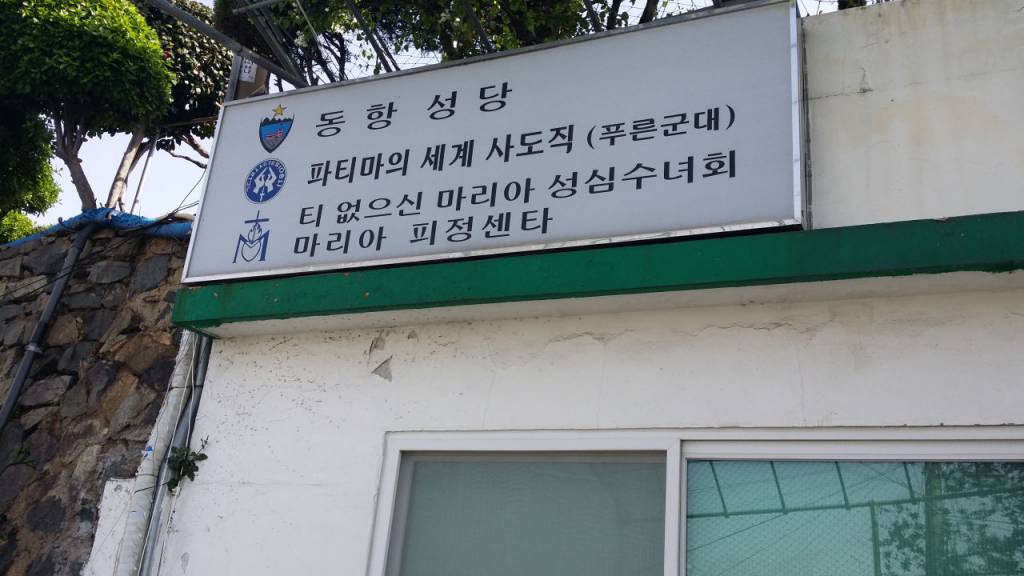 동항 성당
파티마의 세계 사도직 (푸른군대)
티 없으신 마리아 성심수녀회
마리아 피정센타